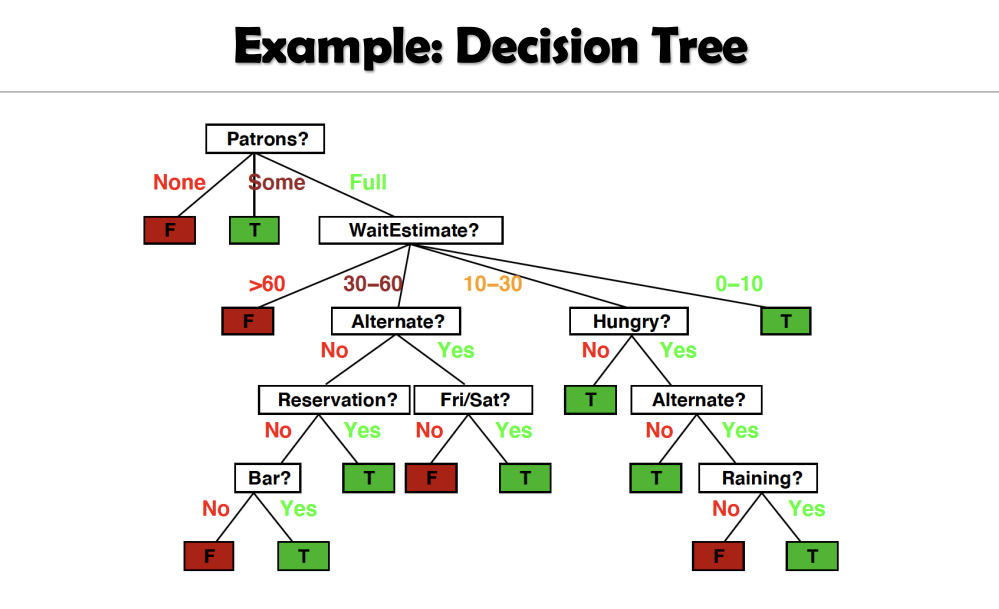 Example: Decision Tree
Patrons?
None Some Full
F T WaitEstimate?
>60 30–60 10–30 0–10
F Alternate? Hungry? T
No Yes No Yes
Reservation? Fri/Sat? T Alternate?
No Yes No Yes No Yes
Bar? T F T T Raining?
No Yes No Yes
F T F T